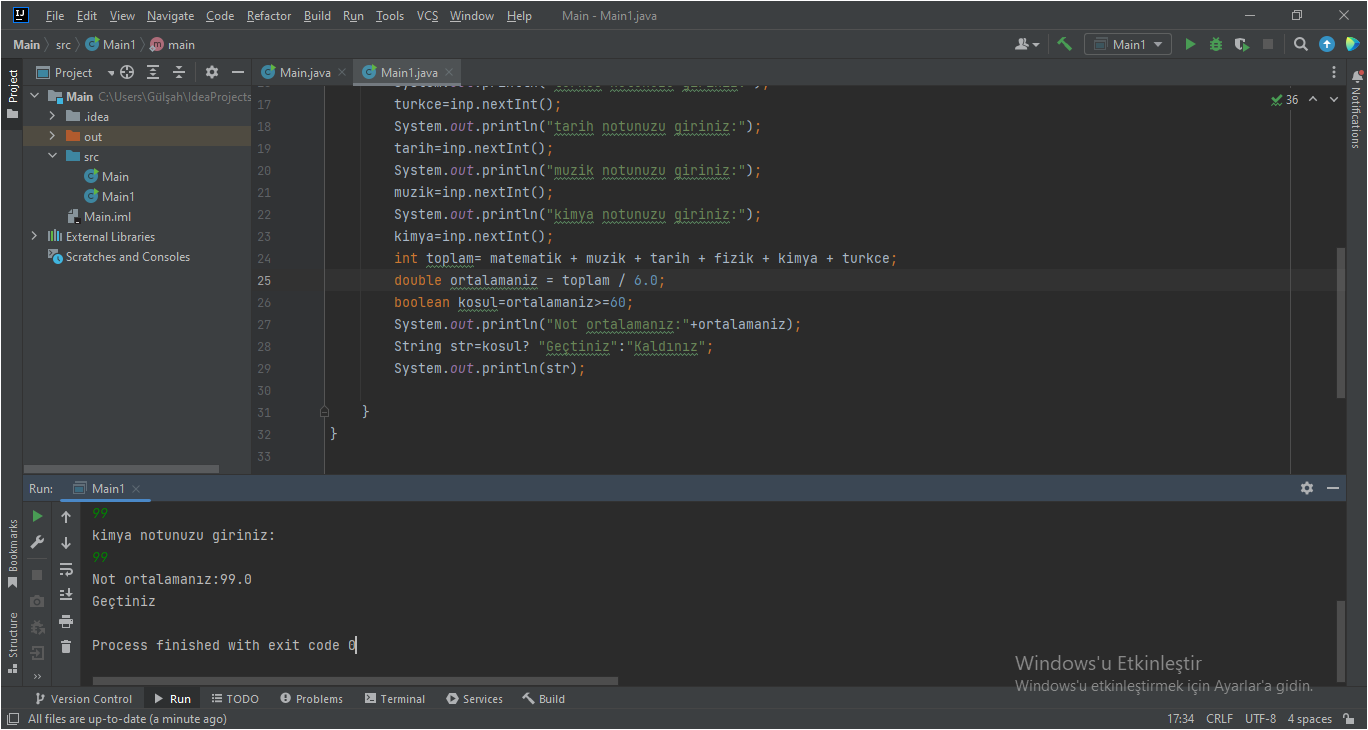 File Edit View Navigate Code Refactor Build Run Tools VCS Window Help Main - Main1.java
Main src Main1 main
Main1
Project
Main.java
Main1.java
Project
Main C:\Users\Gülşah\IdeaProjects
.idea
out
src
Main
Main1
Main.iml
External Libraries
Scratches and Consoles
17 turkce=inp.nextInt();
18 System.out.println("tarih notunuzu giriniz:");
19 tarih=inp.nextInt();
20 System.out.println("muzik notunuzu giriniz:");
21 muzik=inp.nextInt();
22 System.out.println("kimya notunuzu giriniz:");
23 kimya=inp.nextInt();
24 int toplam= matematik + muzik + tarih + fizik + kimya + turkce;
25 double ortalamaniz = toplam / 6.0;
26 boolean kosul=ortalamaniz>=60;
27 System.out.println("Not ortalamanız:"+ortalamaniz);
28 String str=kosul? "Geçtiniz":"Kaldınız";
29 System.out.println(str);
30
31 }
32 }
33
36
Notifications
Run: Main1
99
kimya notunuzu giriniz:
99
Not ortalamanız:99.0
Geçtiniz
Process finished with exit code 0
Bookmarks
Structure
Windows'u Etkinleştir
Windows'u etkinleştirmek için Ayarlar'a gidin.
Version Control Run TODO Problems Terminal Services Build
All files are up-to-date (a minute ago) 17:34 CRLF UTF-8 4 spaces